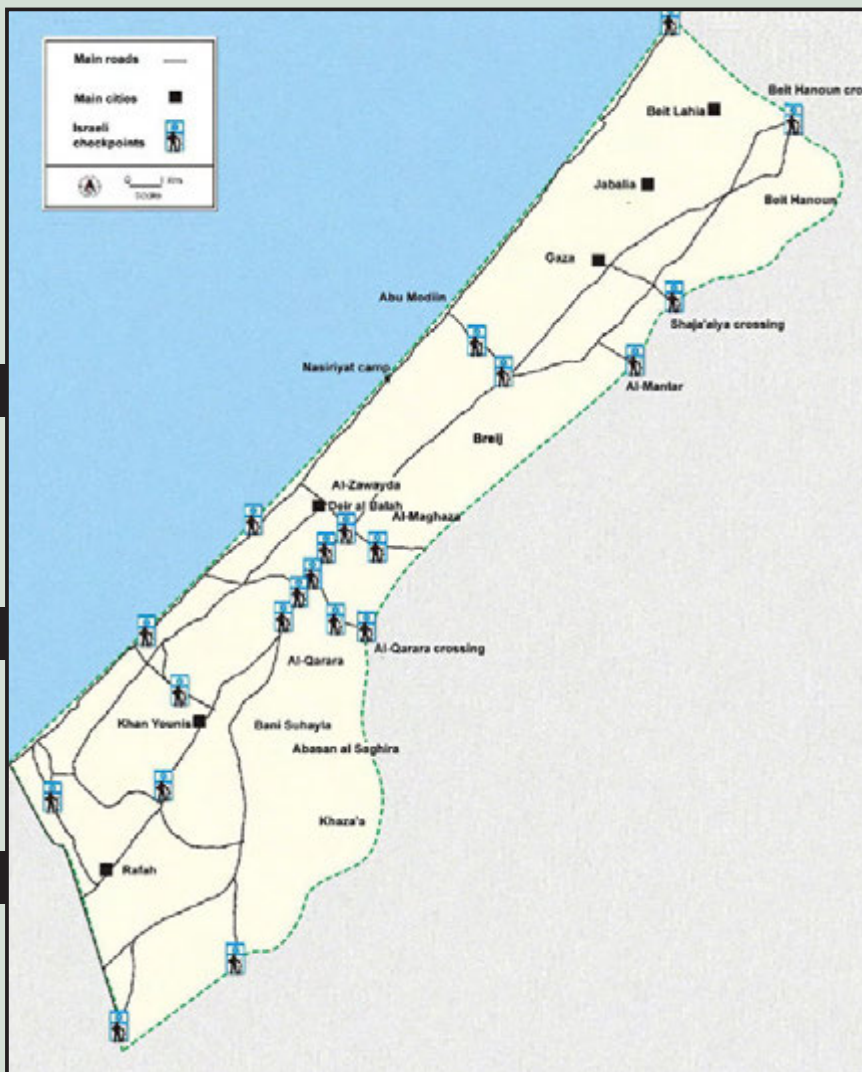 Main roads
Main cities
Israeli
checkpoints
Beit Hanoun cro
Beit Lahia
Jabalia
Beit Hanoun
Gaza
Abu Modiin
Shaja'aiya crossing
Nasiriyat camp
Al-Mantar
Breij
Al-Zawayda
Deir al Balah
Al-Maghaza
Al-Qarara crossing
Al-Qarara
Khan Younis
Bani Suhayla
Abasan al Saghira
Khaza'a
Rafah